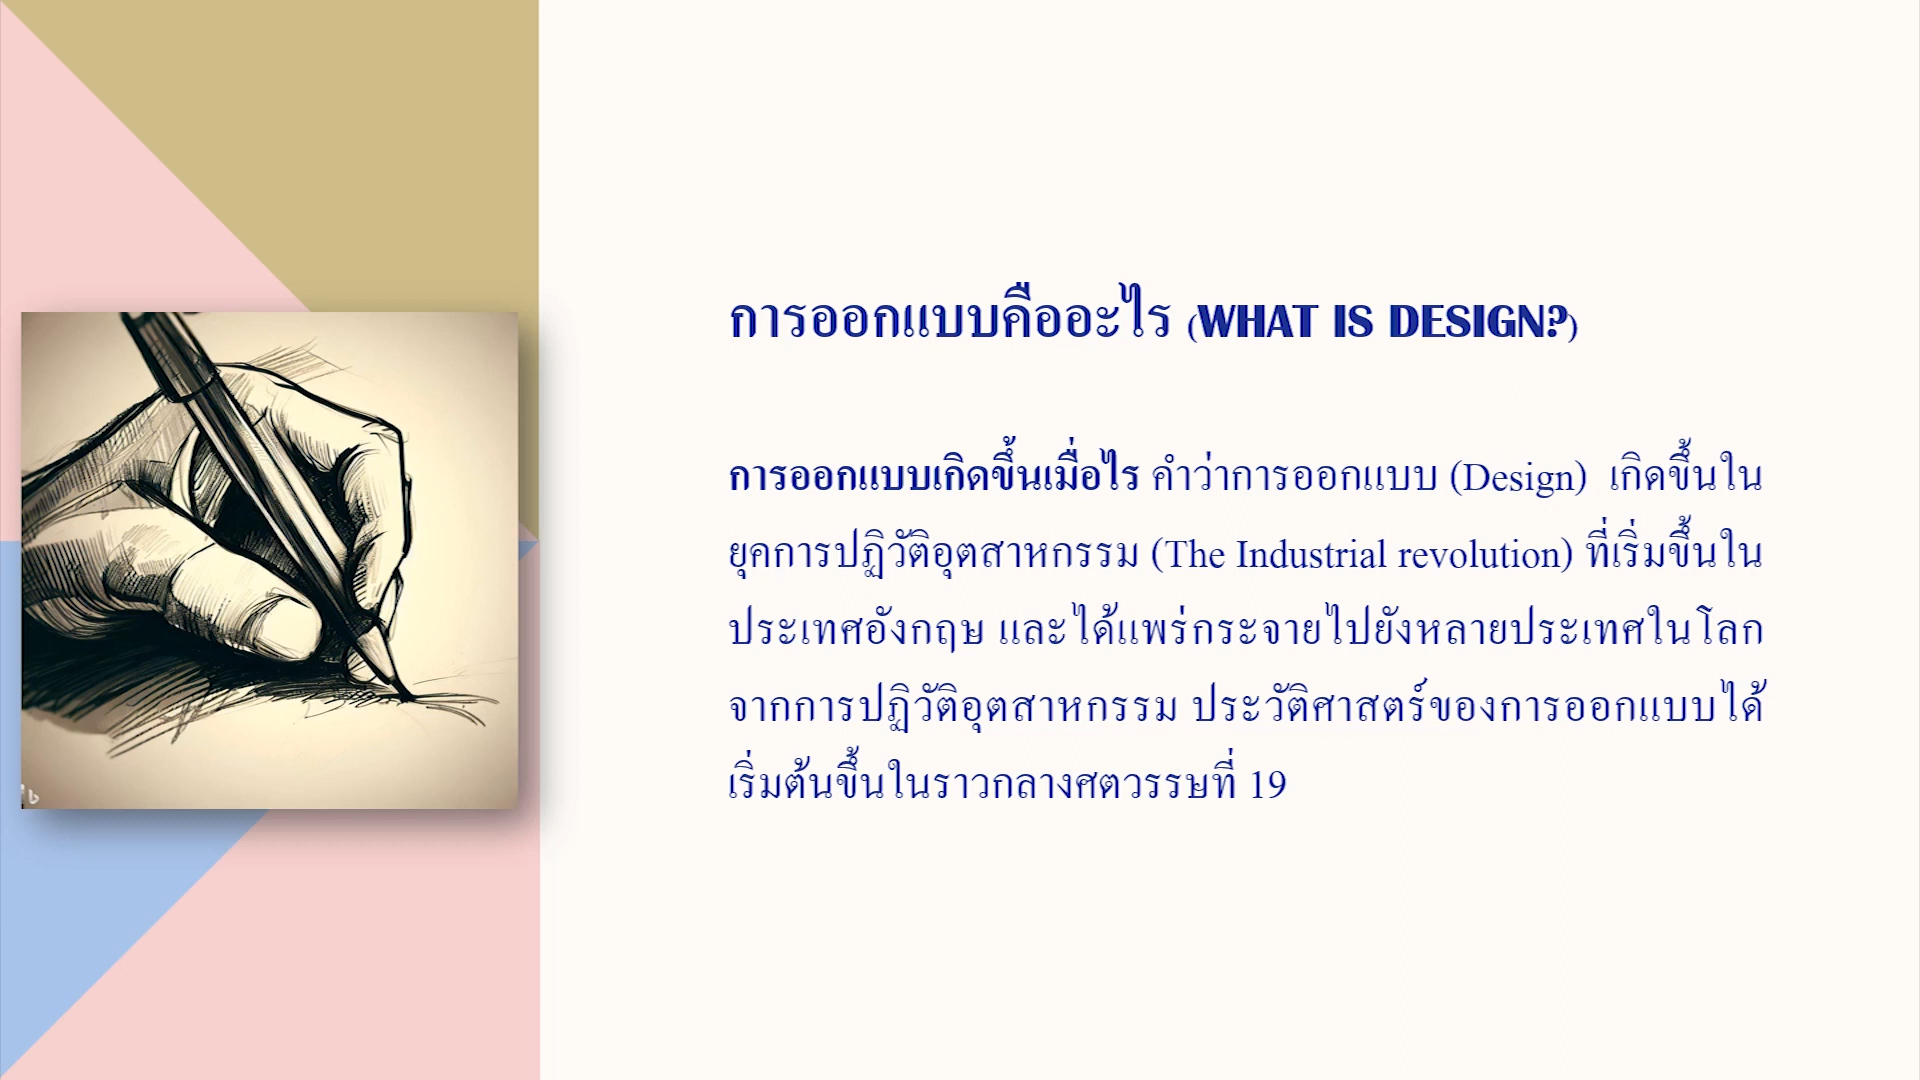 การออกแบบคืออะไร (WHAT IS DESIGN?)
การออกแบบเกิดขึ้นเมื่อไร คำว่าการออกแบบ (Design) เกิดขึ้นใน
ยุคการปฏิวัติอุตสาหกรรม (The Industrial revolution) ที่เริ่มขึ้นใน
ประเทศอังกฤษ และได้แพร่กระจายไปยังหลายประเทศในโลก
จากการปฏิวัติอุตสาหกรรม ประวัติศาสตร์ของการออกแบบได้
เริ่มต้นขึ้นในราวกลางศตวรรษที่ 19